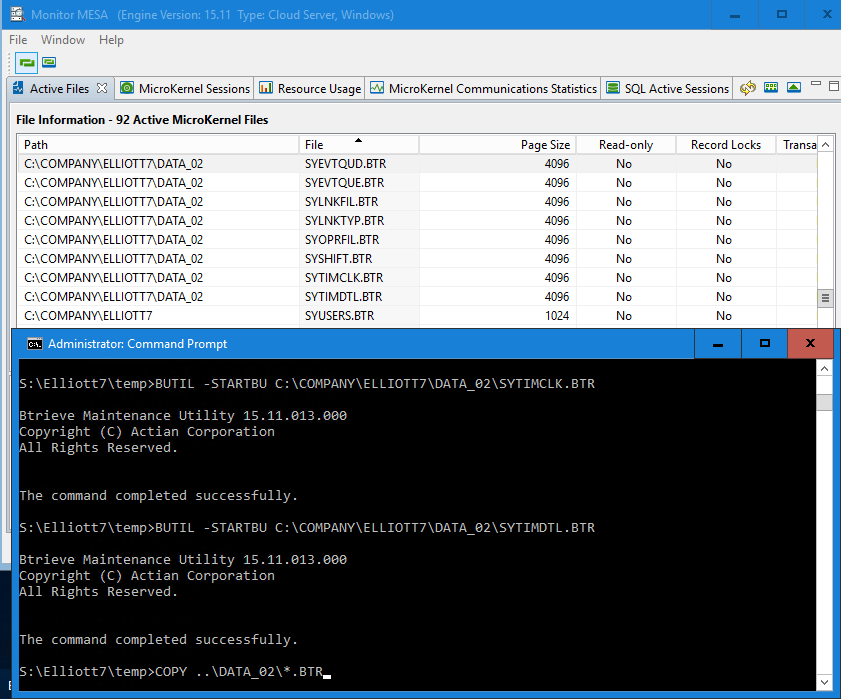 Monitor MESA (Engine Version: 15.11 Type: Cloud Server, Windows)
File Window Help
Active Files MicroKernel Sessions Resource Usage MicroKernel Communications Statistics SQL Active Sessions
File Information - 92 Active MicroKernel Files
Path File Page Size Read-only Record Locks Transa
C:\COMPANY\ELLIOTT7\DATA_02 SYEVTQUD.BTR 4096 No No
C:\COMPANY\ELLIOTT7\DATA_02 SYEVTQUE.BTR 4096 No No
C:\COMPANY\ELLIOTT7\DATA_02 SYLNKFIL.BTR 4096 No No
C:\COMPANY\ELLIOTT7\DATA_02 SYLNKTYP.BTR 4096 No No
C:\COMPANY\ELLIOTT7\DATA_02 SYOPRFIL.BTR 4096 No No
C:\COMPANY\ELLIOTT7\DATA_02 SYSHIFT.BTR 4096 No No
C:\COMPANY\ELLIOTT7\DATA_02 SYTIMCLK.BTR 4096 No No
C:\COMPANY\ELLIOTT7\DATA_02 SYTIMDTL.BTR 4096 No No
C:\COMPANY\ELLIOTT7 SYUSERS.BTR 1024 No No
Administrator: Command Prompt
S:\Elliott7\temp>BUTIL -STARTBU C:\COMPANY\ELLIOTT7\DATA_02\SYTIMCLK.BTR
Btrieve Maintenance Utility 15.11.013.000
Copyright (C) Actian Corporation
All Rights Reserved.
The command completed successfully.
S:\Elliott7\temp>BUTIL -STARTBU C:\COMPANY\ELLIOTT7\DATA_02\SYTIMDTL.BTR
Btrieve Maintenance Utility 15.11.013.000
Copyright (C) Actian Corporation
All Rights Reserved.
The command completed successfully.
S:\Elliott7\temp>COPY ..\DATA_02\*.BTR_